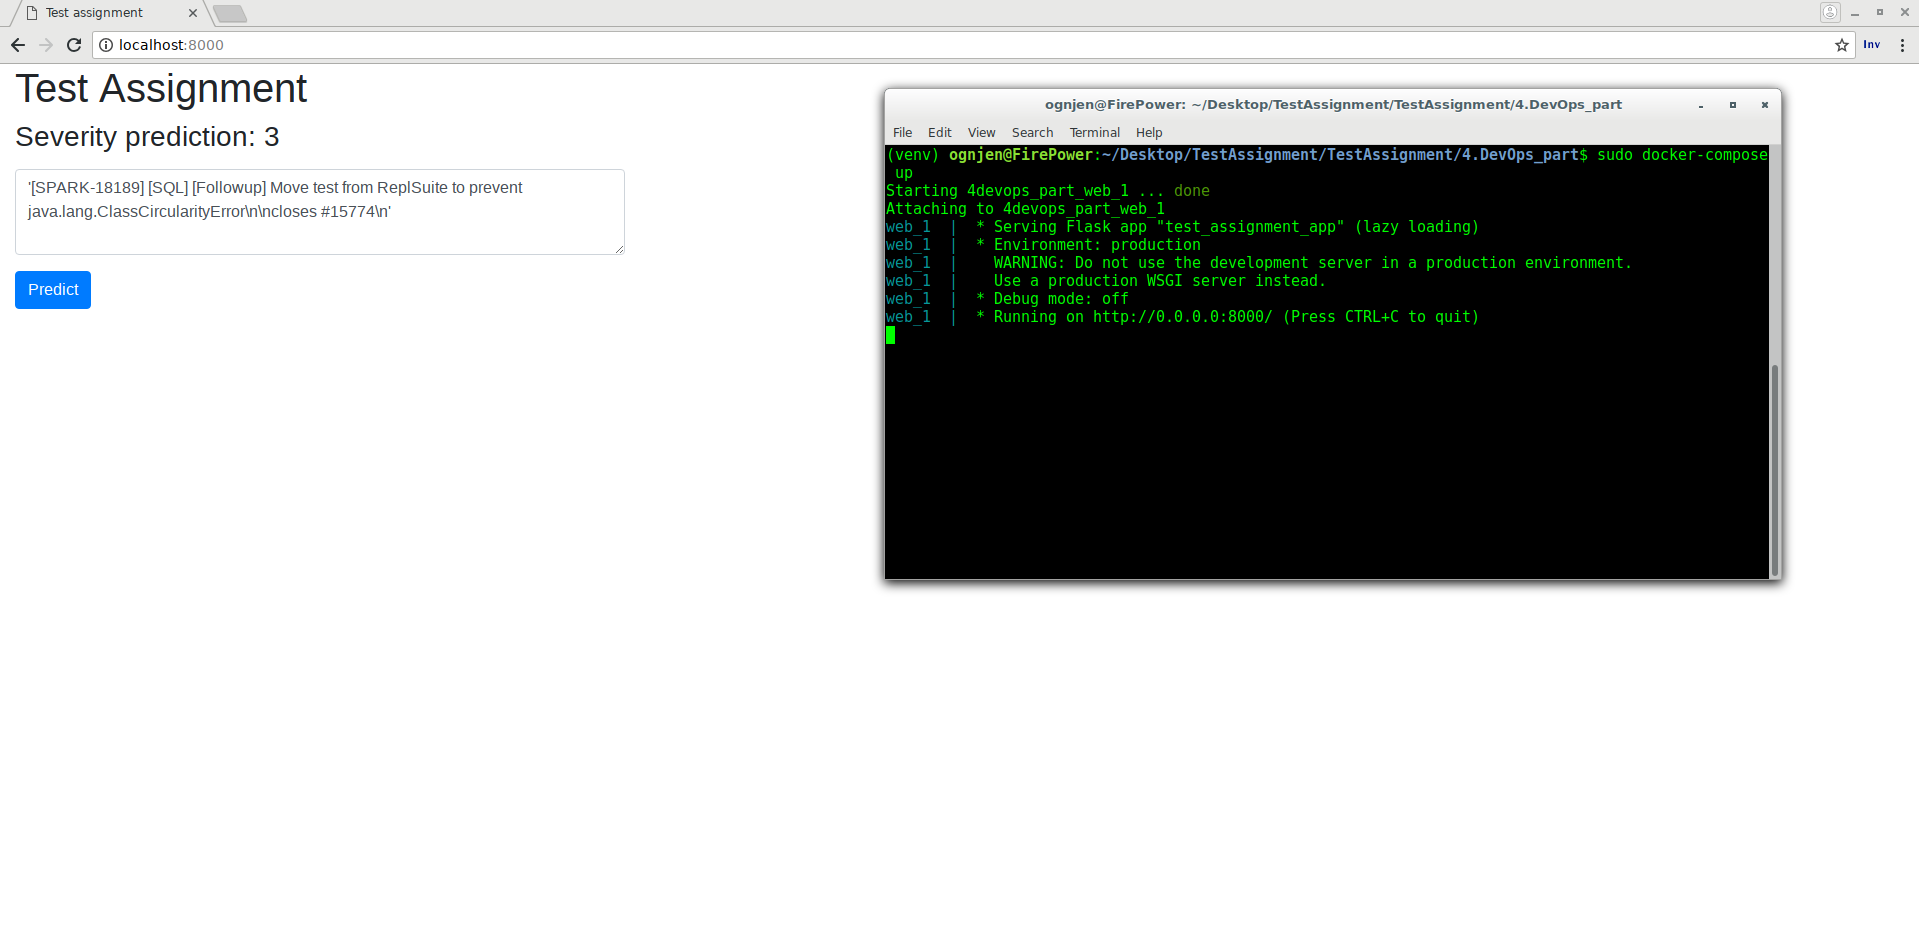 Test assignment
localhost:8000
Inv
Test Assignment
Severity prediction: 3
'[SPARK-18189] [SQL] [Followup] Move test from ReplSuite to prevent
java.lang.ClassCircularityError\n\ncloses #15774\n'
Predict
ognjen@FirePower: ~/Desktop/TestAssignment/TestAssignment/4.DevOps_part
File Edit View Search Terminal Help
(venv) ognjen@FirePower:~/Desktop/TestAssignment/TestAssignment/4.DevOps_part$ sudo docker-compose
up
Starting 4devops_part_web_1 ... done
Attaching to 4devops_part_web_1
web_1 | * Serving Flask app "test_assignment_app" (lazy loading)
web_1 | * Environment: production
web_1 | WARNING: Do not use the development server in a production environment.
web_1 | Use a production WSGI server instead.
web_1 | * Debug mode: off
web_1 | * Running on http://0.0.0.0:8000/ (Press CTRL+C to quit)